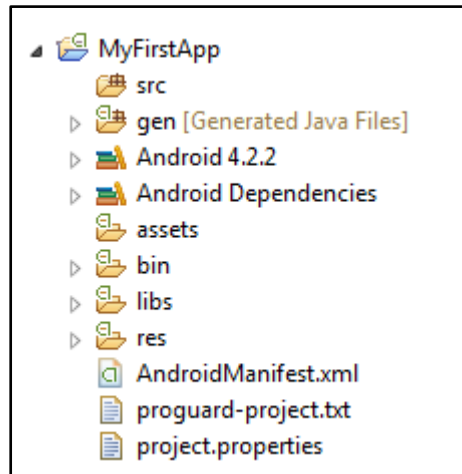 MyFirstApp
src
gen [Generated Java Files]
Android 4.2.2
Android Dependencies
assets
bin
libs
res
AndroidManifest.xml
proguard-project.txt
project.properties